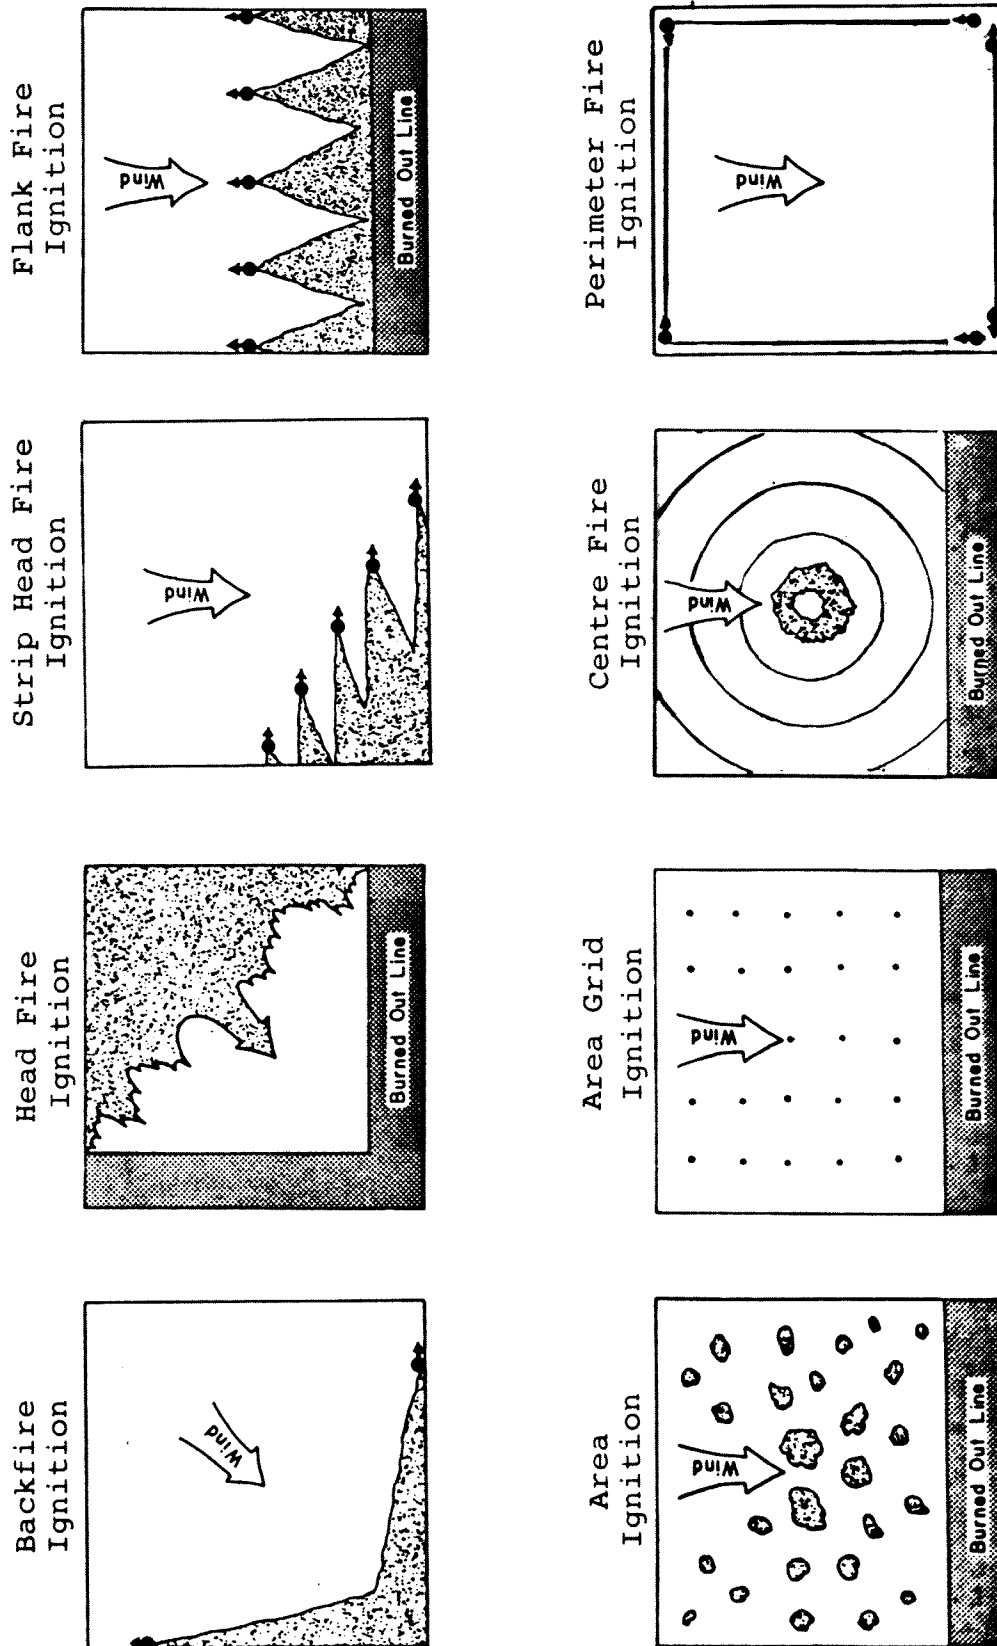 Backfire
Ignition
Wind
Head Fire
Ignition
Burned Out Line
Strip Head Fire
Ignition
Wind
Flank Fire
Ignition
Wind
Burned Out Line
Area
Ignition
Wind
Burned Out Line
Area Grid
Ignition
Wind
Burned Out Line
Centre Fire
Ignition
Wind
Burned Out Line
Perimeter Fire
Ignition
Wind